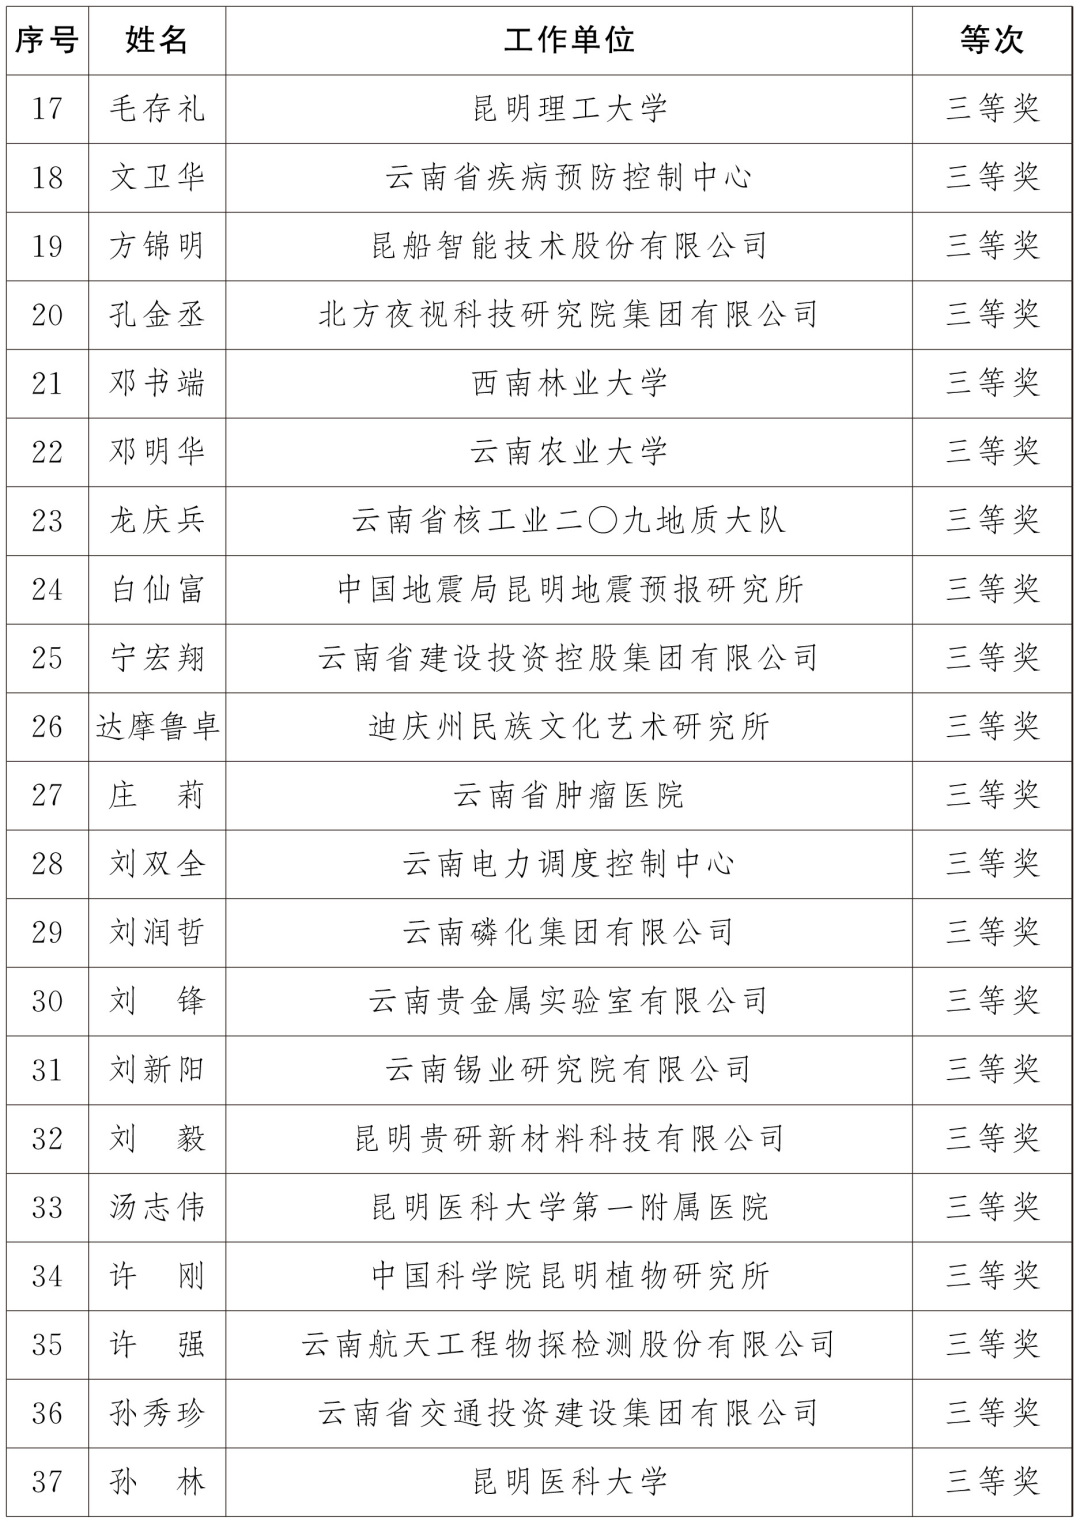 序号 姓名 工作单位 等次
17 毛存礼 昆明理工大学 三等奖
18 文卫华 云南省疾病预防控制中心 三等奖
19 方锦明 昆船智能技术股份有限公司 三等奖
20 孔金丞 北方夜视科技研究院集团有限公司 三等奖
21 邓书端 西南林业大学 三等奖
22 邓明华 云南农业大学 三等奖
23 龙庆兵 云南省核工业二〇九地质大队 三等奖
24 白仙富 中国地震局昆明地震预报研究所 三等奖
25 宁宏翔 云南省建设投资控股集团有限公司 三等奖
26 达摩鲁卓 迪庆州民族文化艺术研究所 三等奖
27 庄 莉 云南省肿瘤医院 三等奖
28 刘双全 云南电力调度控制中心 三等奖
29 刘润哲 云南磷化集团有限公司 三等奖
30 刘 锋 云南贵金属实验室有限公司 三等奖
31 刘新阳 云南锡业研究院有限公司 三等奖
32 刘 毅 昆明贵研新材料科技有限公司 三等奖
33 汤志伟 昆明医科大学第一附属医院 三等奖
34 许 刚 中国科学院昆明植物研究所 三等奖
35 许 强 云南航天工程物探检测股份有限公司 三等奖
36 孙秀珍 云南省交通投资建设集团有限公司 三等奖
37 孙 林 昆明医科大学 三等奖